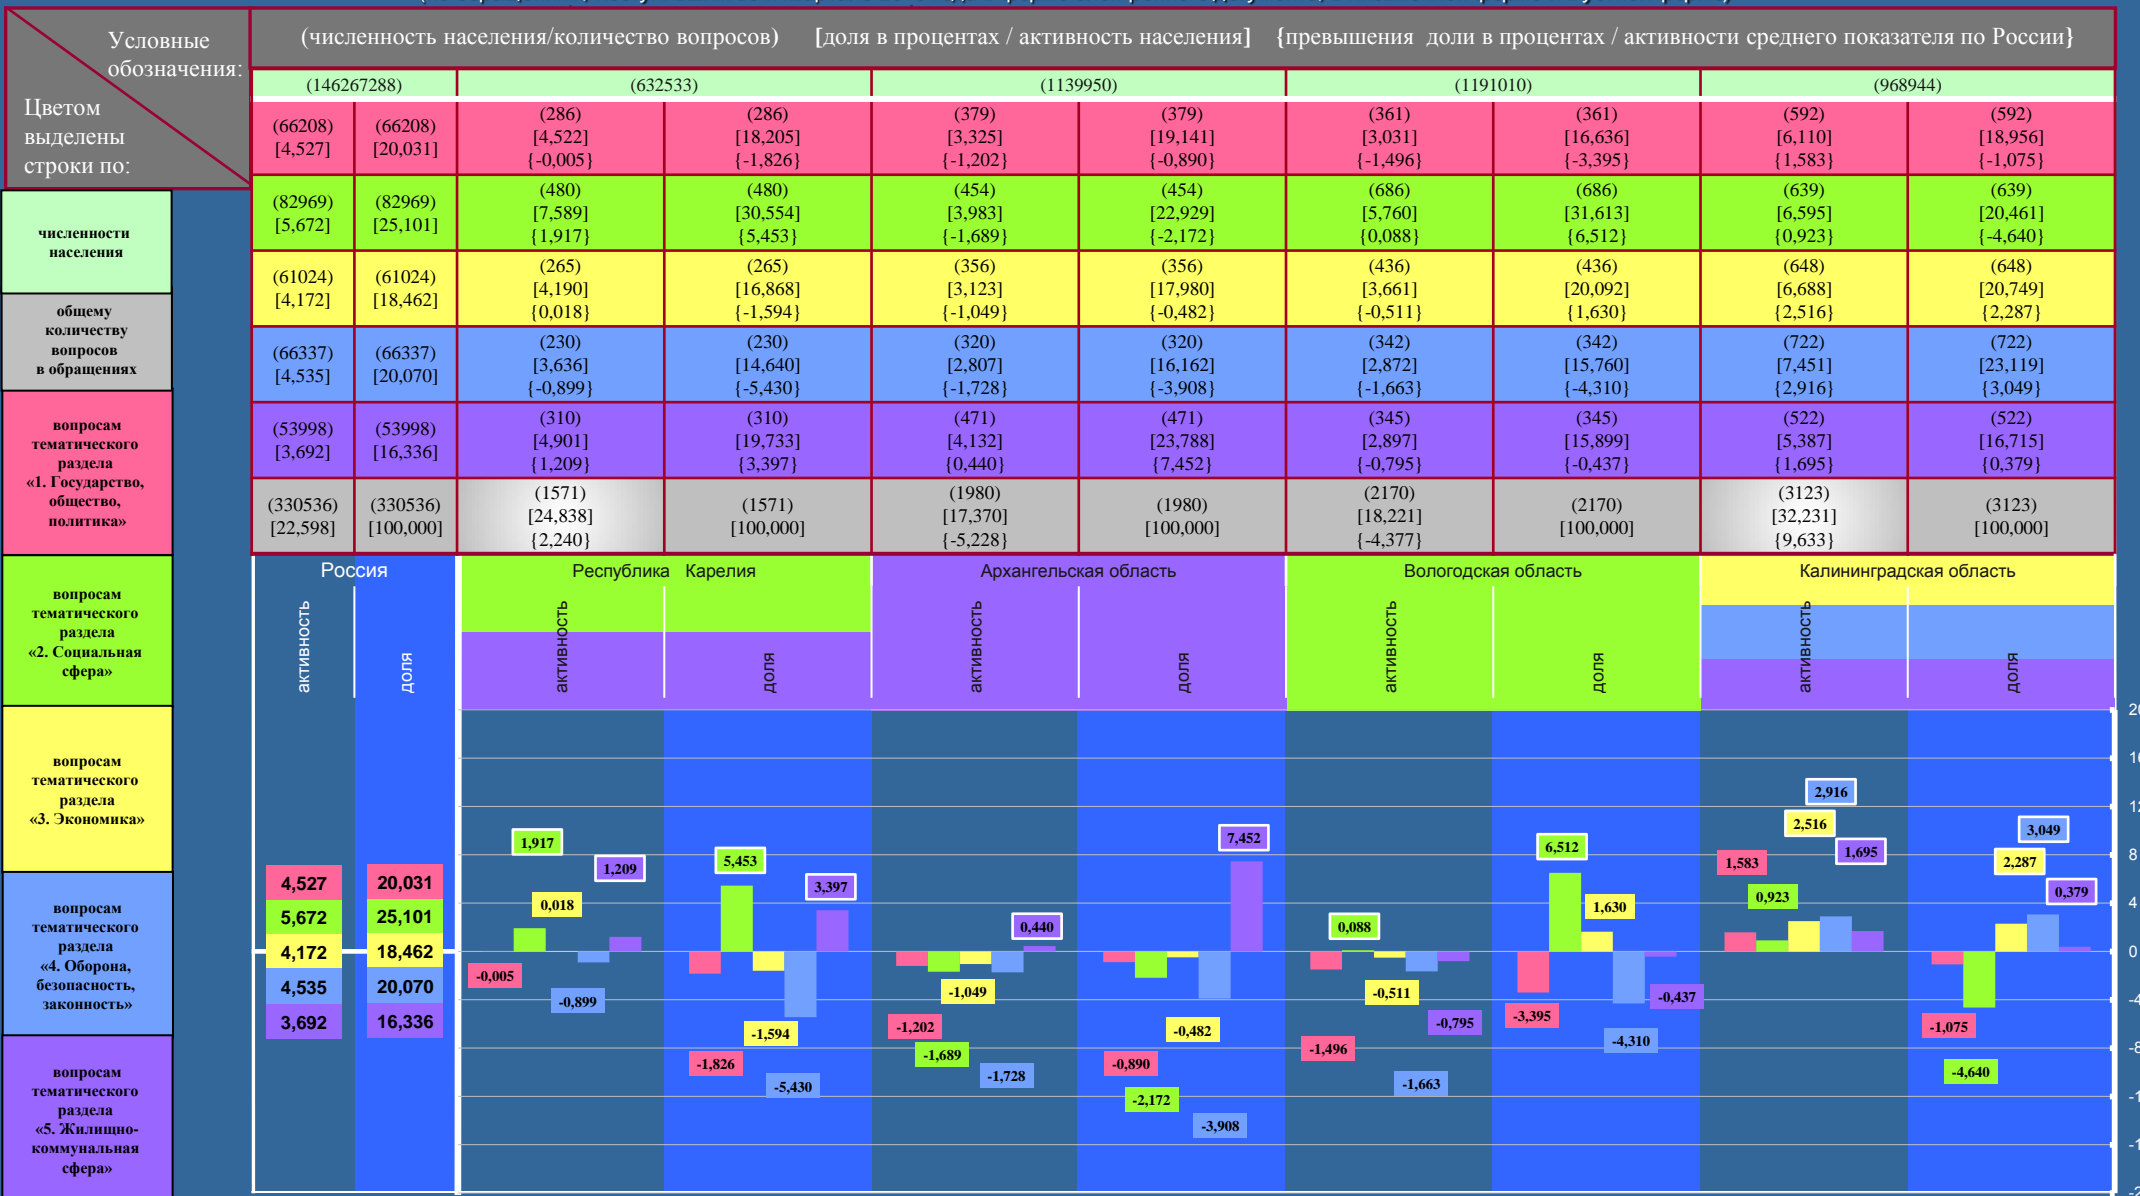 Условные
обозначения:
Цветом
выделены
строки по:
(численность населения/количество вопросов) [доля в процентах / активность населения] {превышения доли в процентах / активности среднего показателя по России}
(146267288) (632533) (1139950) (1191010) (968944)
(66208) (66208) (286) (286) (379) (379) (361) (361) (592) (592)
[4,527] [20,031] [4,522] [18,205] [3,325] [19,141] [3,031] [16,636] [6,110] [18,956]
{-0,005} {-1,826} {-1,202} {-0,890} {-1,496} {-3,395} {1,583} {-1,075}
(82969) (82969) (480) (480) (454) (454) (686) (686) (639) (639)
[5,672] [25,101] [7,589] [30,554] [3,983] [22,929] [5,760] [31,613] [6,595] [20,461]
{1,917} {5,453} {-1,689} {-2,172} {0,088} {6,512} {0,923} {-4,640}
(61024) (61024) (265) (265) (356) (356) (436) (436) (648) (648)
[4,172] [18,462] [4,190] [16,868] [3,123] [17,980] [3,661] [20,092] [6,688] [20,749]
{0,018} {-1,594} {-1,049} {-0,482} {-0,511} {1,630} {2,516} {2,287}
(66337) (66337) (230) (230) (320) (320) (342) (342) (722) (722)
[4,535] [20,070] [3,636] [14,640] [2,807] [16,162] [2,872] [15,760] [7,451] [23,119]
{-0,899} {-5,430} {-1,728} {-3,908} {-1,663} {-4,310} {2,916} {3,049}
(53998) (53998) (310) (310) (471) (471) (345) (345) (522) (522)
[3,692] [16,336] [4,901] [19,733] [4,132] [23,788] [2,897] [15,899] [5,387] [16,715]
{1,209} {3,397} {0,440} {7,452} {-0,795} {-0,437} {1,695} {0,379}
(330536) (330536) (1571) (1571) (1980) (1980) (2170) (2170) (3123) (3123)
[22,598] [100,000] [24,838] [100,000] [17,370] [100,000] [18,221] [100,000] [32,231] [100,000]
{2,240} {-5,228} {-4,377} {9,633}
численности
населения
общему
количеству
вопросов
в обращениях
вопросам
тематического
раздела
«1. Государство,
общество,
политика»
вопросам
тематического
раздела
«2. Социальная
сфера»
вопросам
тематического
раздела
«3. Экономика»
вопросам
тематического
раздела
«4. Оборона,
безопасность,
законность»
вопросам
тематического
раздела
«5. Жилищно-
коммунальная
сфера»
Россия Республика Карелия Архангельская область Вологодская область Калининградская область
активность доля активность доля активность доля активность доля активность доля
4,527 20,031
5,672 25,101
4,172 18,462
4,535 20,070
3,692 16,336
-0,005 1,917 0,018 -0,899 1,209
-1,826 5,453 -1,594 -5,430 3,397
-1,202 -1,689 -1,049 -1,728 0,440
-0,890 -2,172 -0,482 -3,908 7,452
-1,496 0,088 -0,511 -1,663 -0,795
-3,395 6,512 1,630 -4,310 -0,437
1,583 0,923 2,516 2,916 1,695
-1,075 -4,640 2,287 3,049 0,379
8
4
0
-4
-8